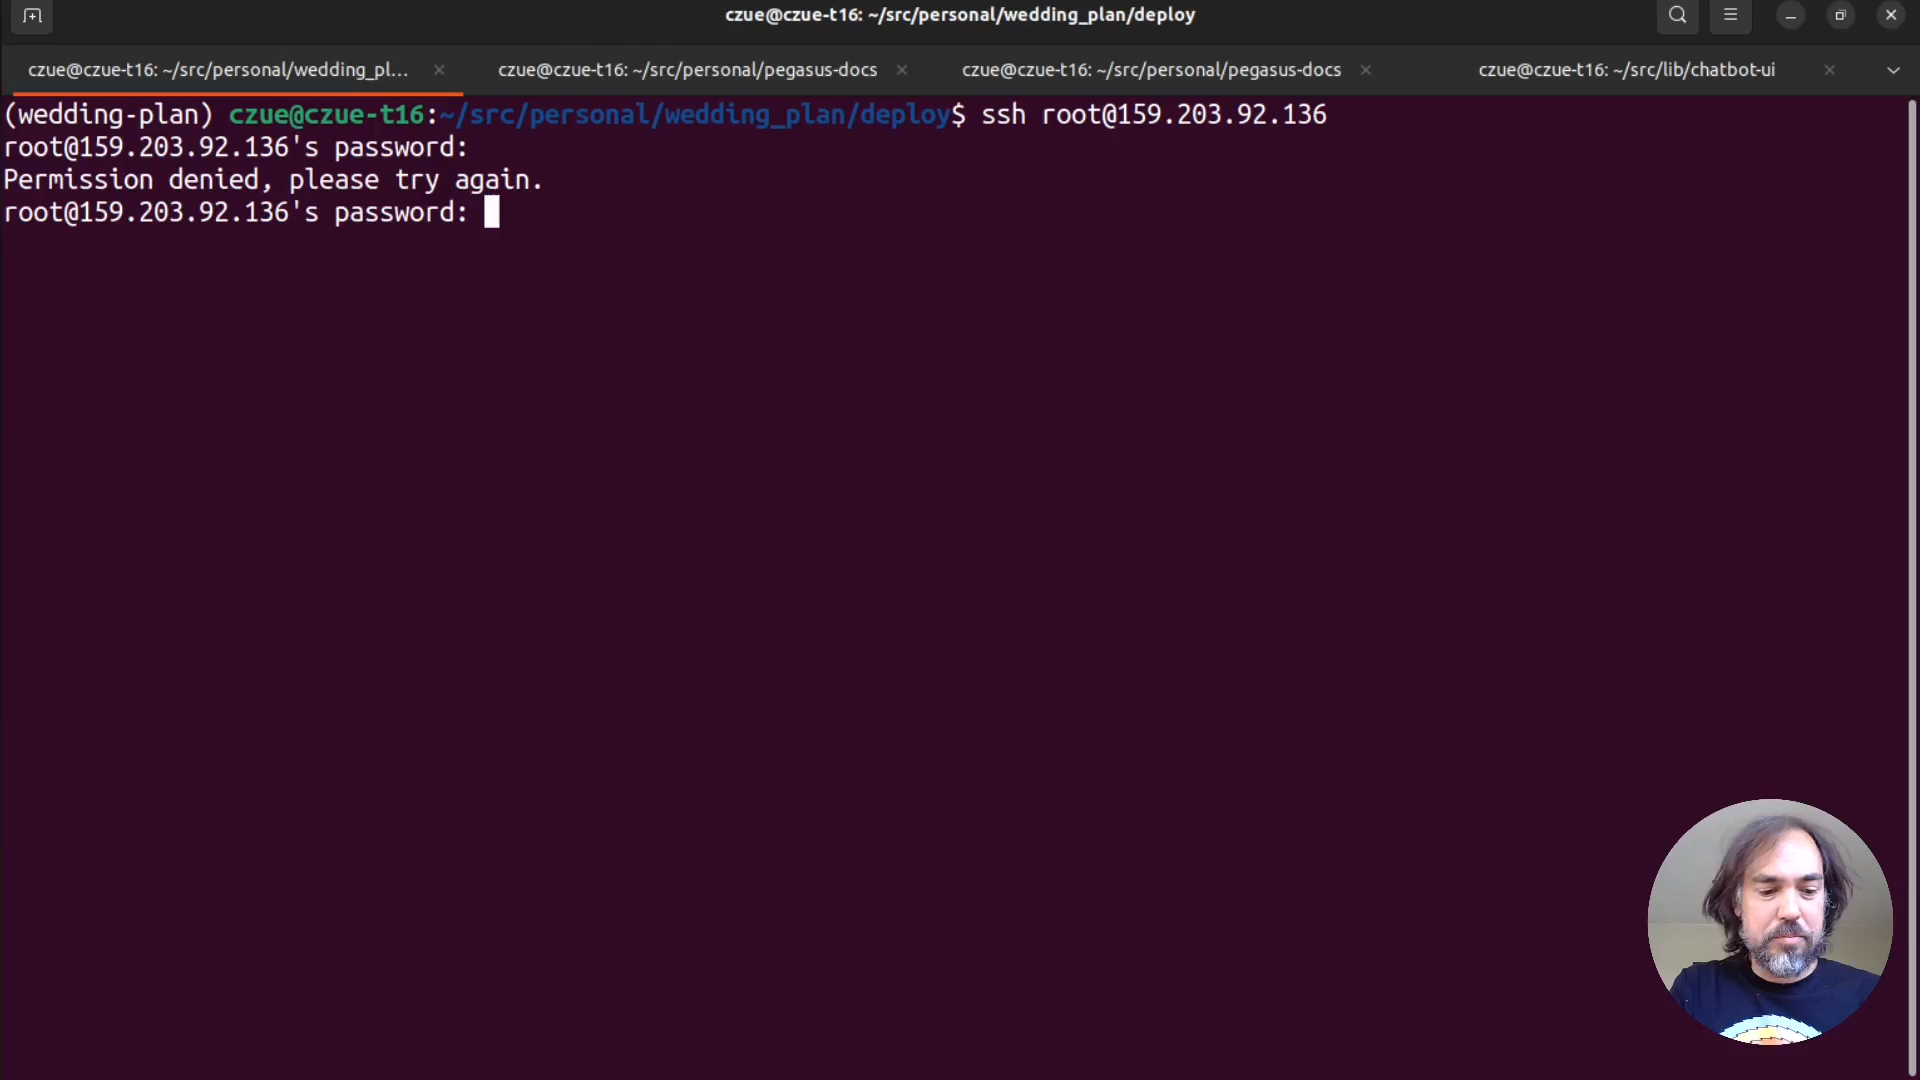 czue@czue-t16: ~/src/personal/wedding_plan/deploy
czue@czue-t16: ~/src/personal/wedding_pl...
czue@czue-t16: ~/src/personal/pegasus-docs
czue@czue-t16: ~/src/personal/pegasus-docs
czue@czue-t16: ~/src/lib/chatbot-ui
(wedding-plan) czue@czue-t16:~/src/personal/wedding_plan/deploy$ ssh root@159.203.92.136
root@159.203.92.136's password:
Permission denied, please try again.
root@159.203.92.136's password: